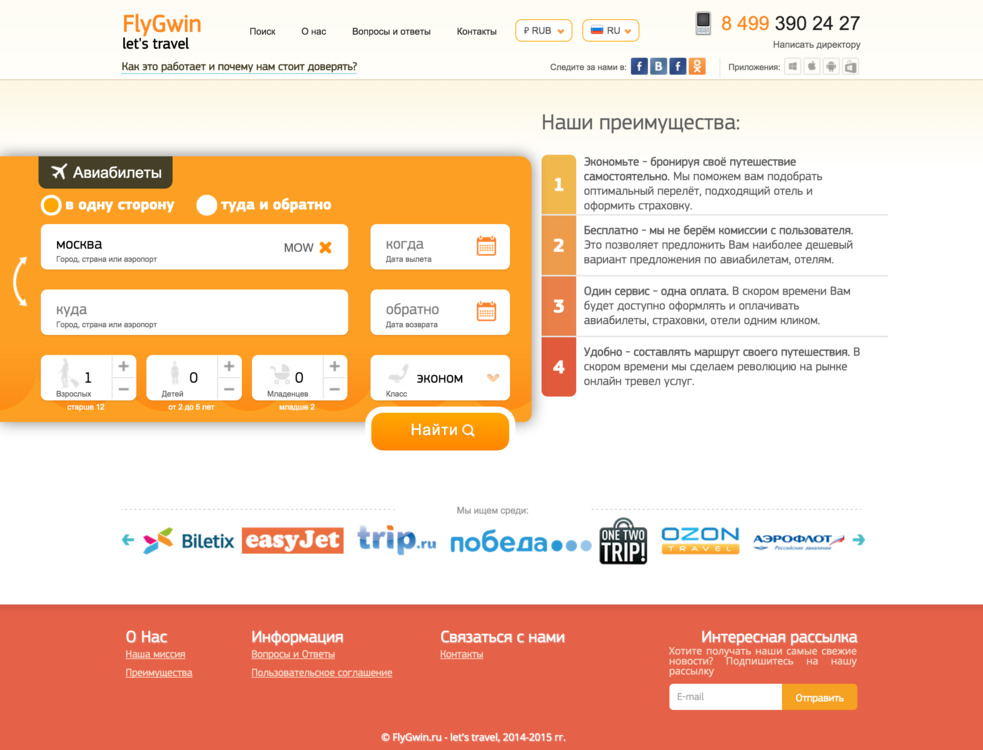 FlyGwin
let's travel
Поиск О нас Вопросы и ответы Контакты ₽ RUB RU
8 499 390 24 27
Написать директору
Как это работает и почему нам стоит доверять?
Следите за нами в:
Приложения:
Авиабилеты
в одну сторону туда и обратно
москва MOW
Город, страна или аэропорт
когда
Дата вылета
куда
Город, страна или аэропорт
обратно
Дата возврата
1
Взрослых
старше 12
0
Детей
от 2 до 5 лет
0
Младенцев
младше 2
эконом
Класс
Найти
Наши преимущества:
1
Экономьте - бронируя своё путешествие
самостоятельно. Мы поможем вам подобрать
оптимальный перелёт, подходящий отель и
оформить страховку.
2
Бесплатно - мы не берём комиссии с пользователя.
Это позволяет предложить Вам наиболее дешевый
вариант предложения по авиабилетам, отелям.
3
Один сервис - одна оплата. В скором времени Вам
будет доступно оформлять и оплачивать
авиабилеты, страховки, отели одним кликом.
4
Удобно - составлять маршрут своего путешествия. В
скором времени мы сделаем революцию на рынке
онлайн тревел услуг.
Мы ищем среди:
Biletix
easyJet
trip.ru
победа
ONE TWO
TRIP!
OZON
TRAVEL
АЭРОФЛОТ
Российские авиалинии
О Нас
Наша миссия
Преимущества
Информация
Вопросы и Ответы
Пользовательское соглашение
Связаться с нами
Контакты
Интересная рассылка
Хотите получать наши самые свежие
новости? Подпишитесь на нашу
рассылку
E-mail Отправить
© FlyGwin.ru - let's travel, 2014-2015 гг.